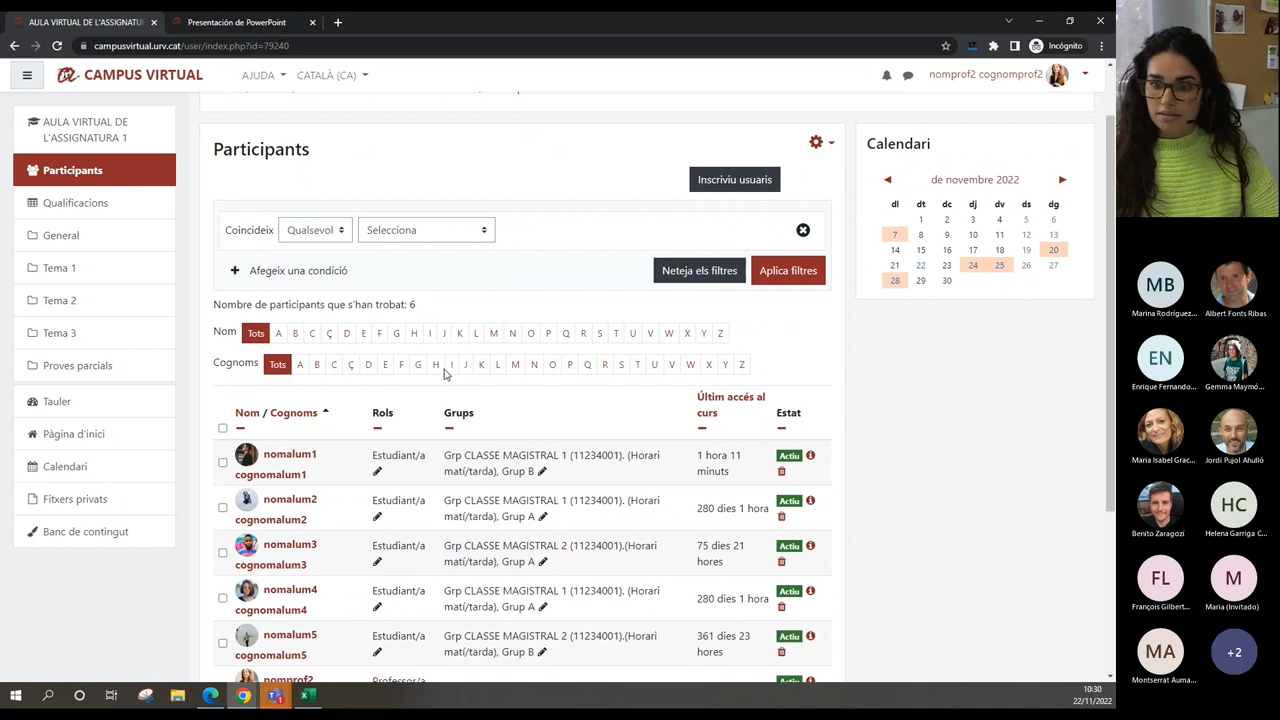 AULA VIRTUAL DE L'ASSIGNATU
Presentación de PowerPoint
campusvirtual.urv.cat/user/index.php?id=79240
Incógnito
CAMPUS VIRTUAL
AJUDA
CATALÀ (CA)
nomprof2 cognomprof2
AULA VIRTUAL DE
L'ASSIGNATURA 1
Participants
Qualificacions
General
Tema 1
Tema 2
Tema 3
Proves parcials
Tauler
Pàgina d'inici
Calendari
Fitxers privats
Banc de contingut
Participants
Inscriviu usuaris
Coincideix Qualsevol Selecciona
Afegeix una condició
Neteja els filtres
Aplica filtres
Nombre de participants que s'han trobat: 6
Nom Tots A B C Ç D E F G H I J K L M N O P Q R S T U V W X Y Z
Cognoms Tots A B C Ç D E F G H I J K L M N O P Q R S T U V W X Y Z
Nom / Cognoms Rols Grups Últim accés al curs Estat
nomalum1 cognomalum1 Estudiant/a Grp CLASSE MAGISTRAL 1 (11234001). (Horari matí/tarda), Grup B 1 hora 11 minuts Actiu
nomalum2 cognomalum2 Estudiant/a Grp CLASSE MAGISTRAL 1 (11234001). (Horari matí/tarda), Grup A 280 dies 1 hora Actiu
nomalum3 cognomalum3 Estudiant/a Grp CLASSE MAGISTRAL 2 (11234001).(Horari matí/tarda), Grup A 75 dies 21 hores Actiu
nomalum4 cognomalum4 Estudiant/a Grp CLASSE MAGISTRAL 1 (11234001). (Horari matí/tarda), Grup A 280 dies 1 hora Actiu
nomalum5 cognomalum5 Estudiant/a Grp CLASSE MAGISTRAL 2 (11234001).(Horari matí/tarda), Grup B 361 dies 23 hores Actiu
nomprof2 Professor/a
Calendari
de novembre 2022
dl dt dc dj dv ds dg
1 2 3 4 5 6
7 8 9 10 11 12 13
14 15 16 17 18 19 20
21 22 23 24 25 26 27
28 29 30
MB
Marina Rodríguez...
Albert Fonts Ribas
EN
Enrique Fernando...
Gemma Maymó...
Maria Isabel Grac...
Jordi Pujol Ahulló
Benito Zaragozí
HC
Helena Garriga C...
FL
François Gilbert...
M
Maria (Invitado)
MA
Montserrat Auma...
+2
10:30
22/11/2022